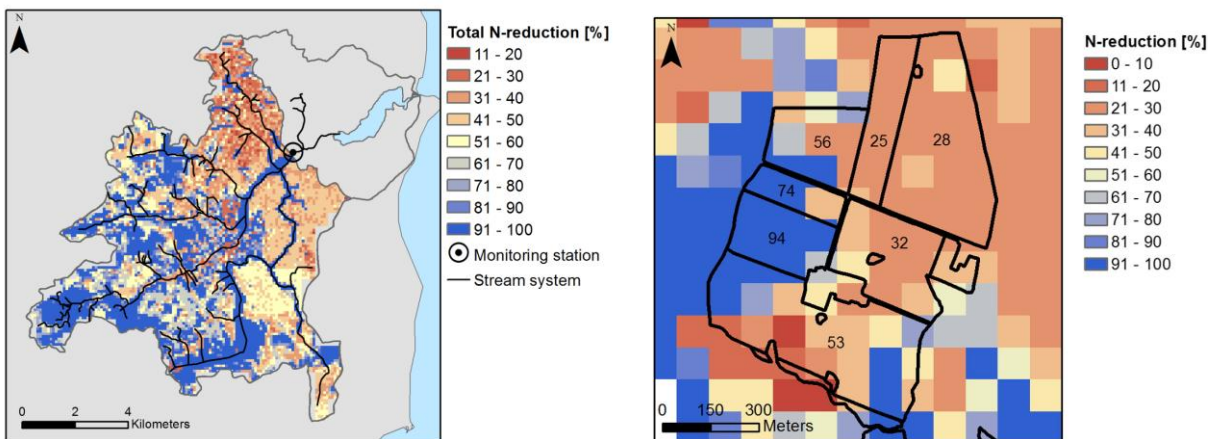 N
Total N-reduction [%]
11 - 20
21 - 30
31 - 40
41 - 50
51 - 60
61 - 70
71 - 80
81 - 90
91 - 100
Monitoring station
Stream system
0 2 4
Kilometers
N
56
25
28
74
94
32
53
0 150 300
Meters
N-reduction [%]
0 - 10
11 - 20
21 - 30
31 - 40
41 - 50
51 - 60
61 - 70
71 - 80
81 - 90
91 - 100